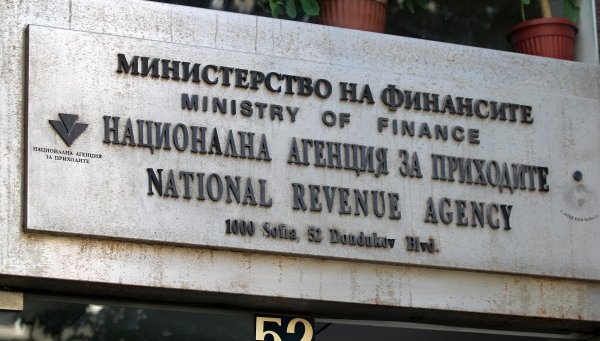 МИНИСТЕРСТВО НА ФИНАНСИТЕ
MINISTRY OF FINANCE
НАЦИОНАЛНА АГЕНЦИЯ ЗА ПРИХОДИТЕ
NATIONAL REVENUE AGENCY
1000 Sofia, 52 Dondukov Blvd.
НАЦИОНАЛНА АГЕНЦИЯ
ЗА ПРИХОДИТЕ
52